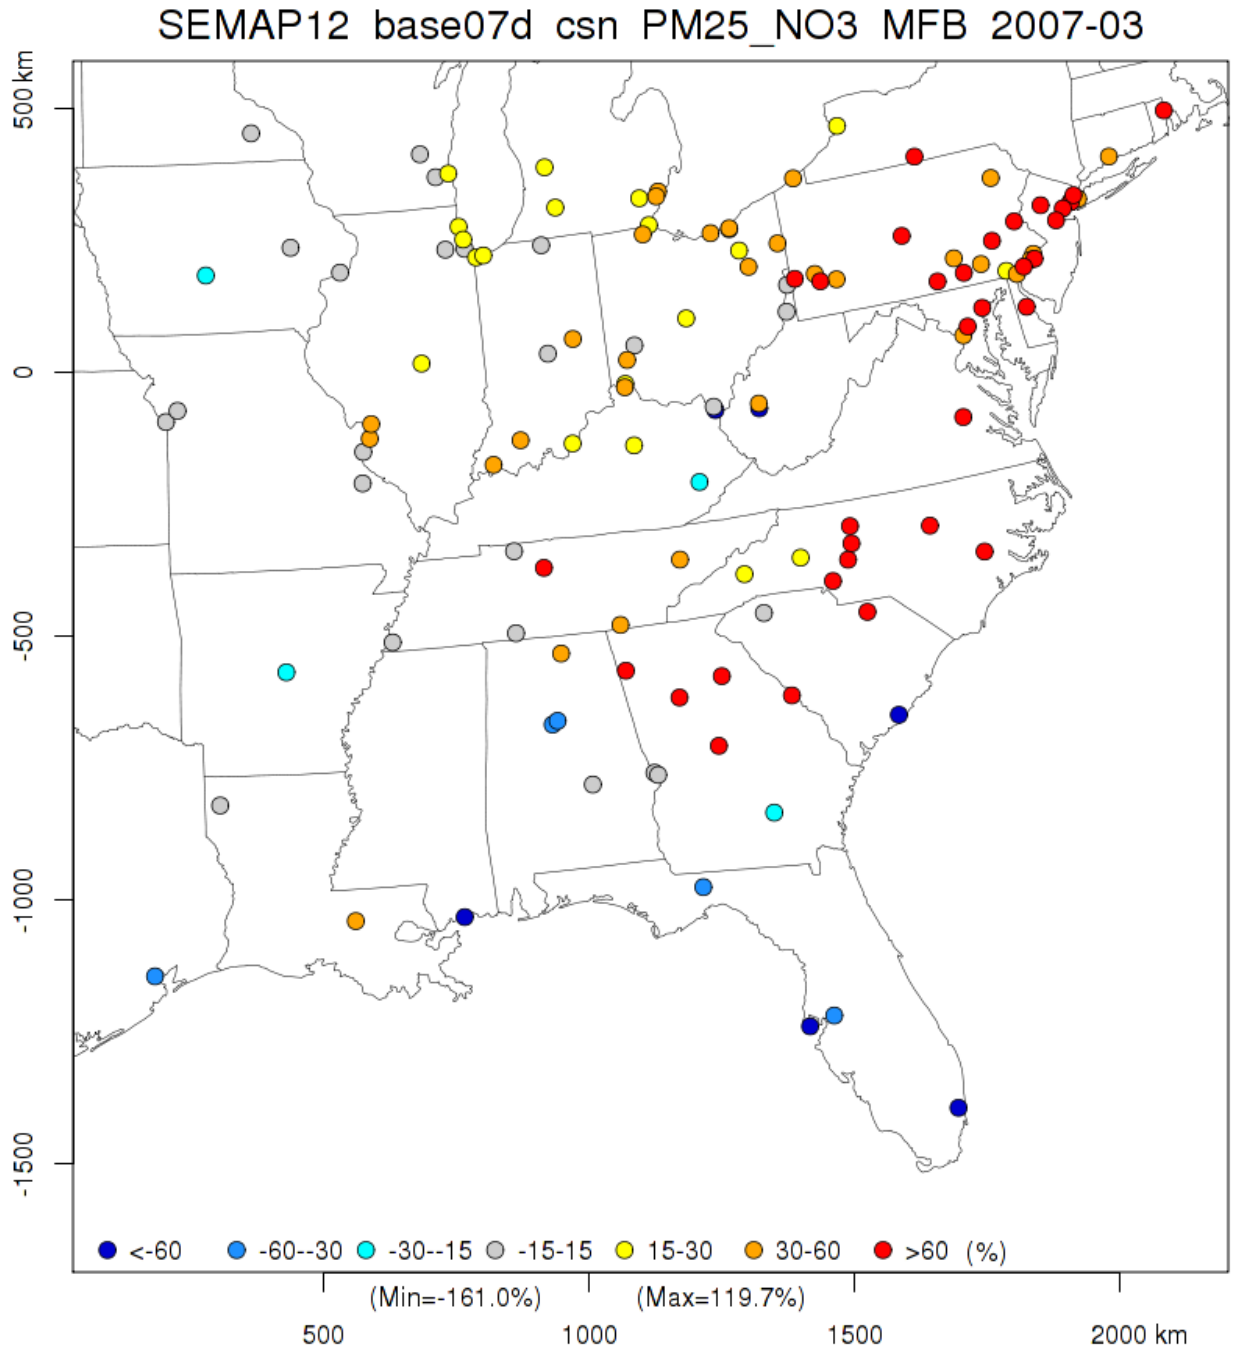 SEMAP12 base07d csn PM25_NO3 MFB 2007-03
500 km
0
-500
-1000
-1500
<-60 -60--30 -30--15 -15-15 15-30 30-60 >60 (%)
(Min=-161.0%) (Max=119.7%)
500 1000 1500 2000 km